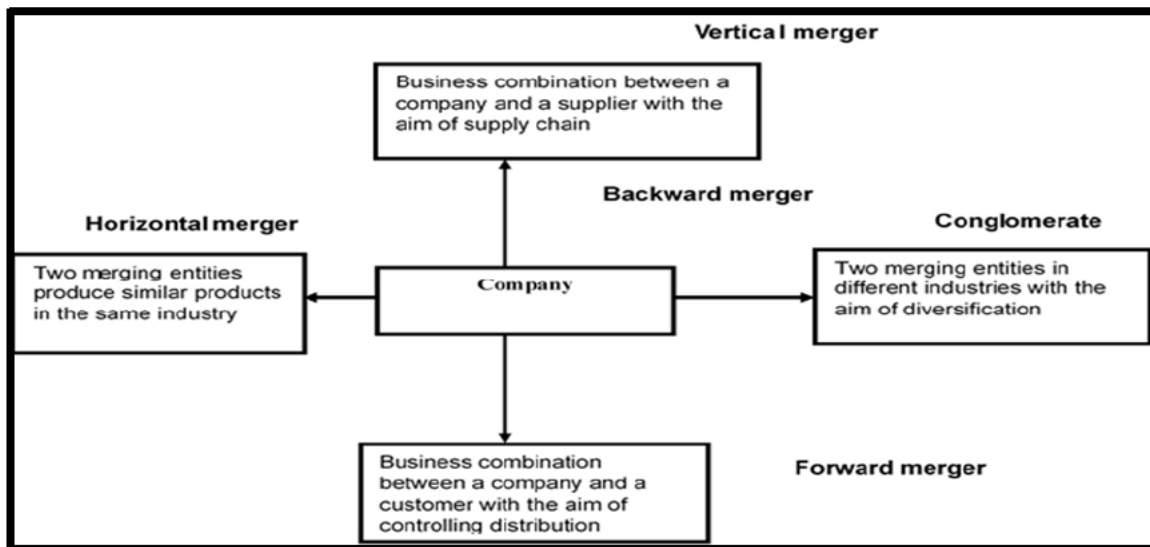 Vertical merger
Business combination between a
company and a supplier with the
aim of supply chain
Backward merger
Horizontal merger
Conglomerate
Two merging entities
produce similar products
in the same industry
Company
Two merging entities in
different industries with the
aim of diversification
Business combination
between a company and a
customer with the aim of
controlling distribution
Forward merger